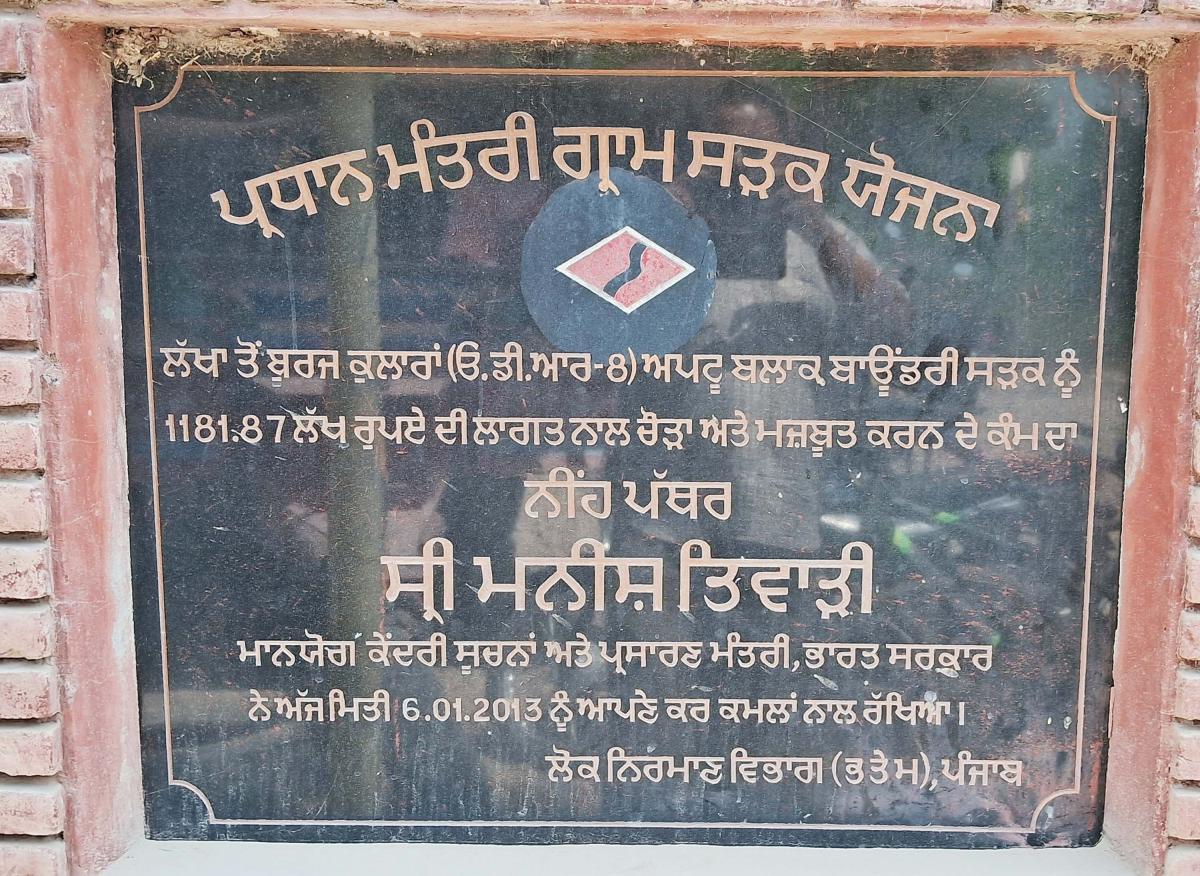 ਪ੍ਰਧਾਨ ਮੰਤਰੀ ਗ੍ਰਾਮ ਸੜਕ ਯੋਜਨਾ
ਲੱਖਾ ਤੋਂ ਬੂਰਜ ਕੁਲਾਰਾਂ (ਓ.ਡੀ.ਆਰ-8) ਅਪਟੂ ਬਲਾਕ ਬਾਊਂਡਰੀ ਸੜਕ ਨੂੰ
1181.87 ਲੱਖ ਰੁਪਏ ਦੀ ਲਾਗਤ ਨਾਲ ਚੌੜਾ ਅਤੇ ਮਜ਼ਬੂਤ ਕਰਨ ਦੇ ਕੰਮ ਦਾ
ਨੀਂਹ ਪੱਥਰ
ਸ੍ਰੀ ਮਨੀਸ਼ ਤਿਵਾੜੀ
ਮਾਨਯੋਗ ਕੇਂਦਰੀ ਸੂਚਨਾਂ ਅਤੇ ਪ੍ਰਸਾਰਣ ਮੰਤਰੀ, ਭਾਰਤ ਸਰਕਾਰ
ਨੇ ਅੱਜ ਮਿਤੀ 6.01.2013 ਨੂੰ ਆਪਣੇ ਕਰ ਕਮਲਾਂ ਨਾਲ ਰੱਖਿਆ।
ਲੋਕ ਨਿਰਮਾਣ ਵਿਭਾਗ (ਭ ਤੇ ਮ), ਪੰਜਾਬ